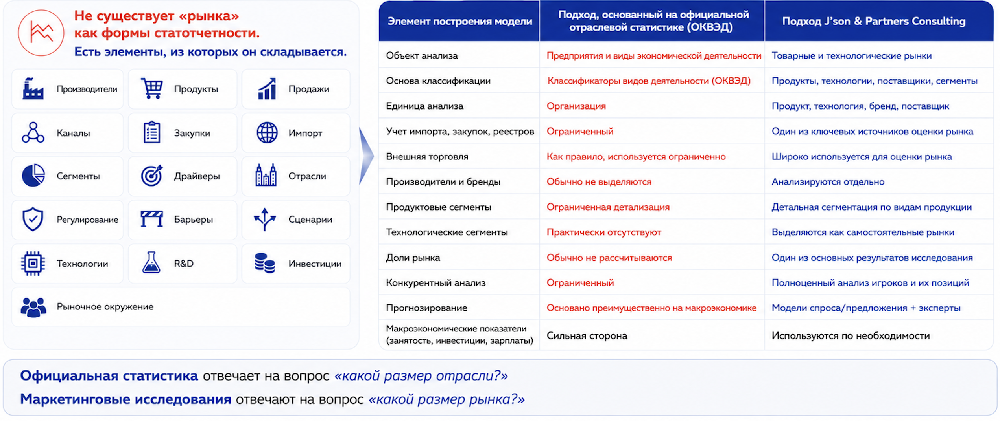 Не существует «рынка»
как формы статотчетности.
Есть элементы, из которых он складывается.
Производители
Продукты
Продажи
Каналы
Закупки
Импорт
Сегменты
Драйверы
Отрасли
Регулирование
Барьеры
Сценарии
Технологии
R&D
Инвестиции
Рыночное окружение
Элемент построения модели
Подход, основанный на официальной
отраслевой статистике (ОКВЭД)
Подход J’son & Partners Consulting
Объект анализа
Предприятия и виды экономической деятельности
Товарные и технологические рынки
Основа классификации
Классификаторы видов деятельности (ОКВЭД)
Продукты, технологии, поставщики, сегменты
Единица анализа
Организация
Продукт, технология, бренд, поставщик
Учет импорта, закупок, реестров
Ограниченный
Один из ключевых источников оценки рынка
Внешняя торговля
Как правило, используется ограниченно
Широко используется для оценки рынка
Производители и бренды
Обычно не выделяются
Анализируются отдельно
Продуктовые сегменты
Ограниченная детализация
Детальная сегментация по видам продукции
Технологические сегменты
Практически отсутствуют
Выделяются как самостоятельные рынки
Доли рынка
Обычно не рассчитываются
Один из основных результатов исследования
Конкурентный анализ
Ограниченный
Полноценный анализ игроков и их позиций
Прогнозирование
Основано преимущественно на макроэкономике
Модели спроса/предложения + эксперты
Макроэкономические показатели
(занятость, инвестиции, зарплаты)
Сильная сторона
Используются по необходимости
Официальная статистика отвечает на вопрос «какой размер отрасли?»
Маркетинговые исследования отвечают на вопрос «какой размер рынка?»